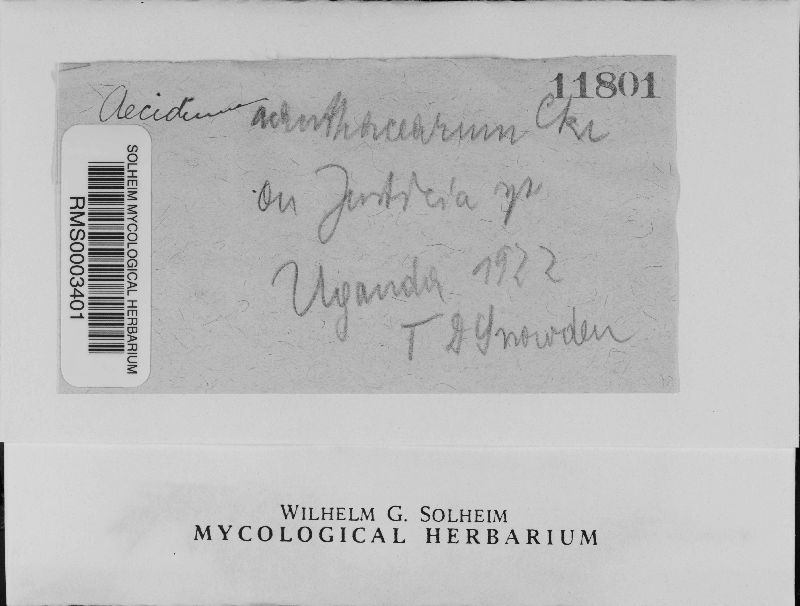 11801
Aecidium acanthacearum Cke
on Justicia sp
Uganda 1922
T D Snowden
SOLHEIM MYCOLOGICAL HERBARIUM
RMS0003401
WILHELM G. SOLHEIM
MYCOLOGICAL HERBARIUM